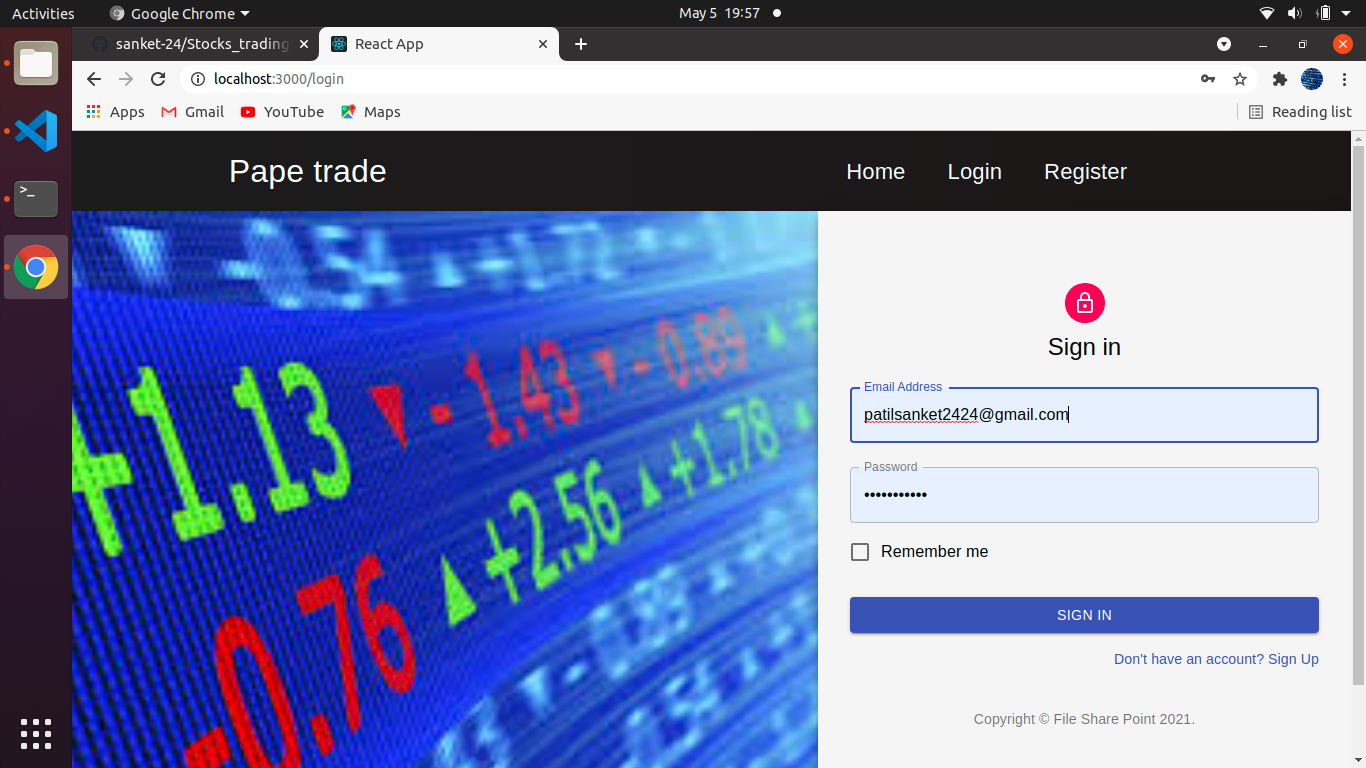 Activities Google Chrome May 5 19:57
sanket-24/Stocks_trading React App
localhost:3000/login
Apps Gmail YouTube Maps Reading list
Pape trade Home Login Register
-0.54
+1.13 -1.43 -0.89
+2.56 +1.78
-0.76
Sign in
Email Address
patilsanket2424@gmail.com
Password
•••••••••••
Remember me
SIGN IN
Don't have an account? Sign Up
Copyright © File Share Point 2021.